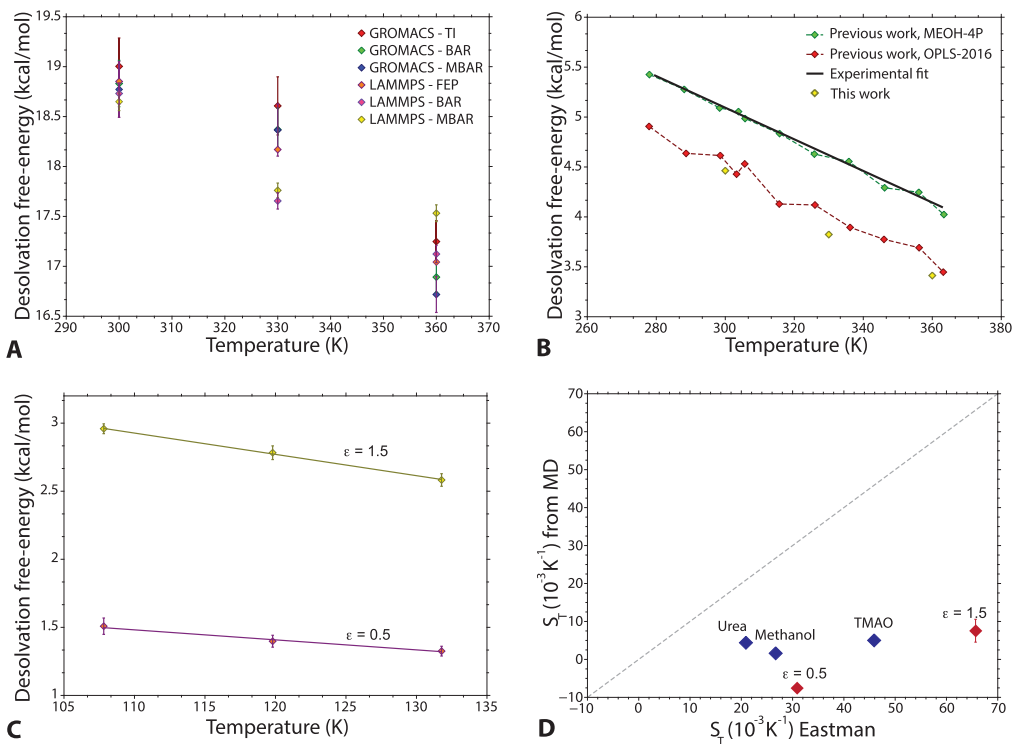 19.5
19
18.5
18
17.5
17
16.5
290
300
310
320
330
340
350
360
370
Desolvation free-energy (kcal/mol)
Temperature (K)
GROMACS - TI
GROMACS - BAR
GROMACS - MBAR
LAMMPS - FEP
LAMMPS - BAR
LAMMPS - MBAR
A
6
5.5
5
4.5
4
3.5
3
260
280
300
320
340
360
380
Desolvation free-energy (kcal/mol)
Temperature (K)
Previous work, MEOH-4P
Previous work, OPLS-2016
Experimental fit
This work
B
3
2.5
2
1.5
1
105
110
115
120
125
130
135
Desolvation free-energy (kcal/mol)
Temperature (K)
ε = 1.5
ε = 0.5
C
70
60
50
40
30
20
10
0
-10
−10
0
10
20
30
40
50
60
70
S_T (10⁻³K⁻¹) from MD
S_T (10⁻³K⁻¹) Eastman
Urea
Methanol
TMAO
ε = 1.5
ε = 0.5
D